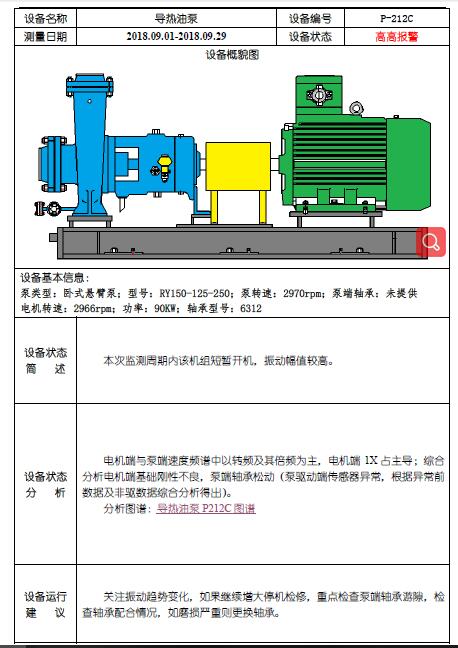 设备名称 导热油泵 设备编号 P-212C
测量日期 2018.09.01-2018.09.29 设备状态 高高报警
设备概貌图
设备基本信息:
泵类型: 卧式悬臂泵; 型号: RY150-125-250; 泵转速: 2970rpm; 泵端轴承: 未提供
电机转速: 2966rpm; 功率: 90KW; 轴承型号: 6312
设备状态
简 述
本次监测周期内该机组短暂开机，振动幅值较高。
电机端与泵端速度频谱中以转频及其倍频为主，电机端 1X 占主导; 综合
分析电机端基础刚性不良，泵端轴承松动（泵驱动端传感器异常，根据异常前
数据及非驱数据综合分析得出）。
设备状态
分 析
分析图谱: 导热油泵 P212C 图谱
设备运行
建 议
关注振动趋势变化，如果继续增大停机检修，重点检查泵端轴承游隙，检
查轴承配合情况，如磨损严重则更换轴承。